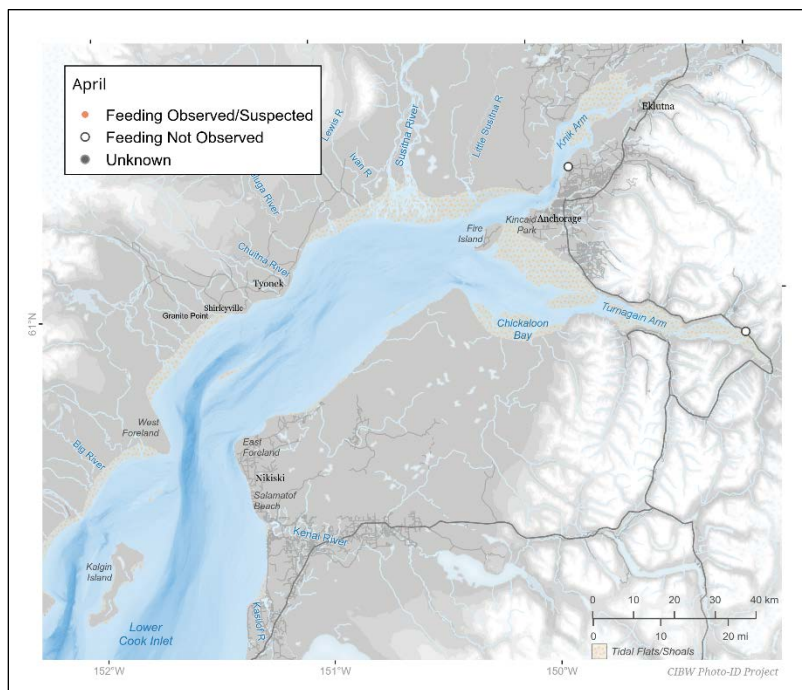 April
Feeding Observed/Suspected
Feeding Not Observed
Unknown
Lewis R
Ivan R
Susitna River
Little Susitna R
Knik Arm
Eklutna
Kincaid
Park
Anchorage
Fire
Island
Chuitna River
Tyonek
Shirleyville
Granite Point
61°N
Turnagain Arm
Chickaloon
Bay
West
Foreland
East
Foreland
Big River
Nikiski
Salamatof
Beach
Kenai River
Kalgin
Island
Kasilof R
Lower
Cook Inlet
0 10 20 30 40 km
0 10 20 mi
Tidal Flats/Shoals
CIBW Photo-ID Project
152°W
151°W
150°W